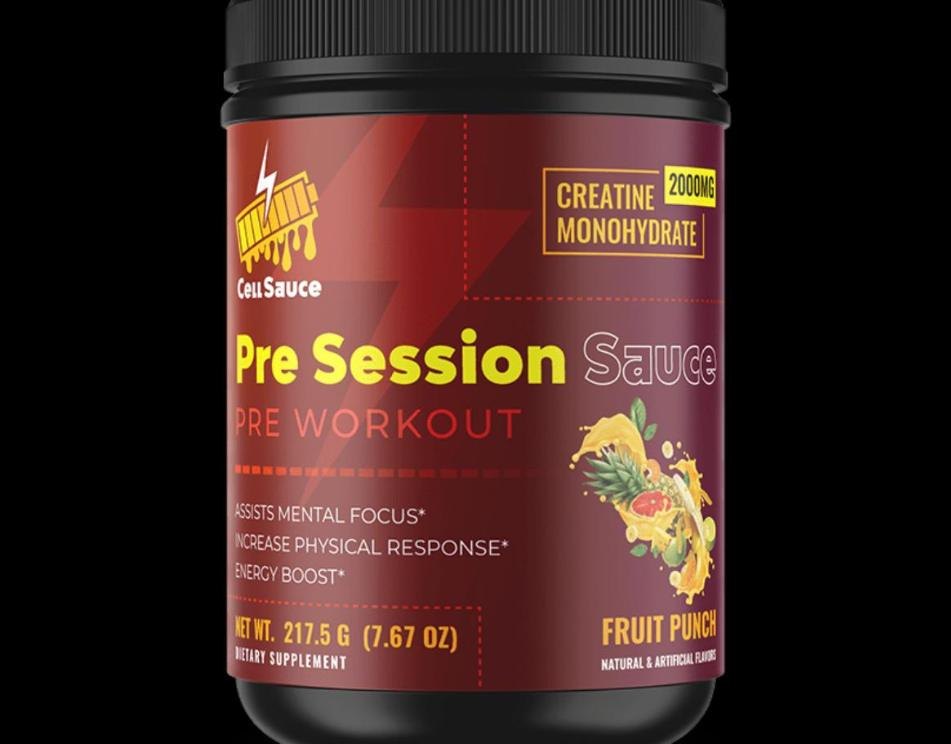 CREATINE 2000MG
MONOHYDRATE
CellSauce
Pre Session Sauce
PRE WORKOUT
ASSISTS MENTAL FOCUS*
INCREASE PHYSICAL RESPONSE*
ENERGY BOOST*
NET WT. 217.5 G (7.67 OZ)
DIETARY SUPPLEMENT
FRUIT PUNCH
NATURAL & ARTIFICIAL FLAVORS